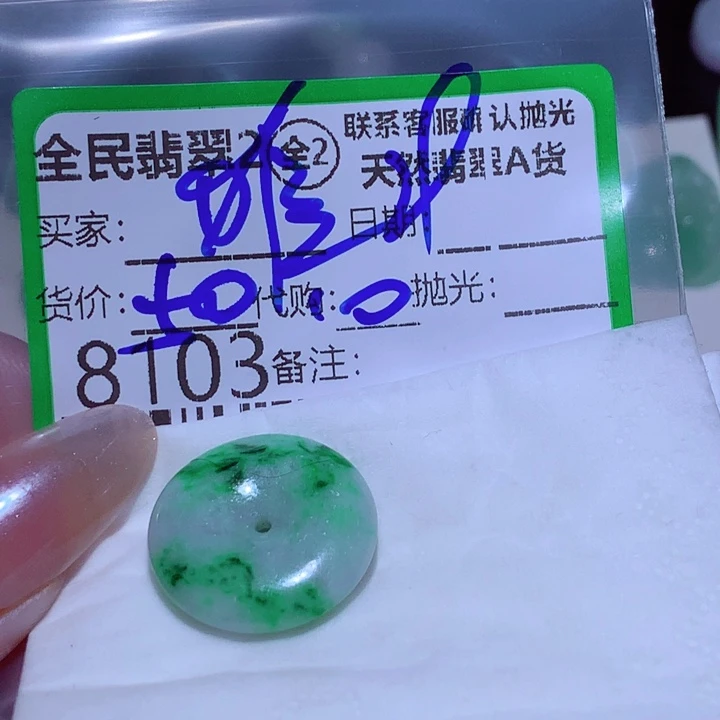 全民翡翠2 全2 联系客服确认抛光
天然翡翠A货
买家: 日期:
货价: 代购: 抛光:
8103 备注: